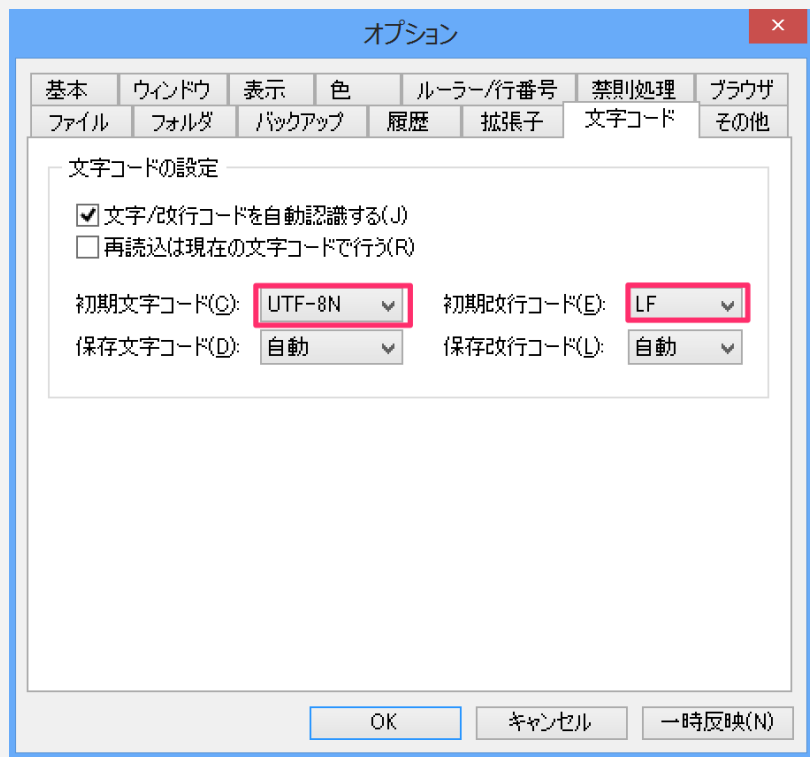 オプション
×
基本 ウィンドウ 表示 色 ルーラー/行番号 禁則処理 ブラウザ
ファイル フォルダ バックアップ 履歴 拡張子 文字コード その他
文字コードの設定
文字/改行コードを自動認識する(J)
再読込は現在の文字コードで行う(R)
初期文字コード(C): UTF-8N 初期改行コード(E): LF
保存文字コード(D): 自動 保存改行コード(L): 自動
OK キャンセル 一時反映(N)